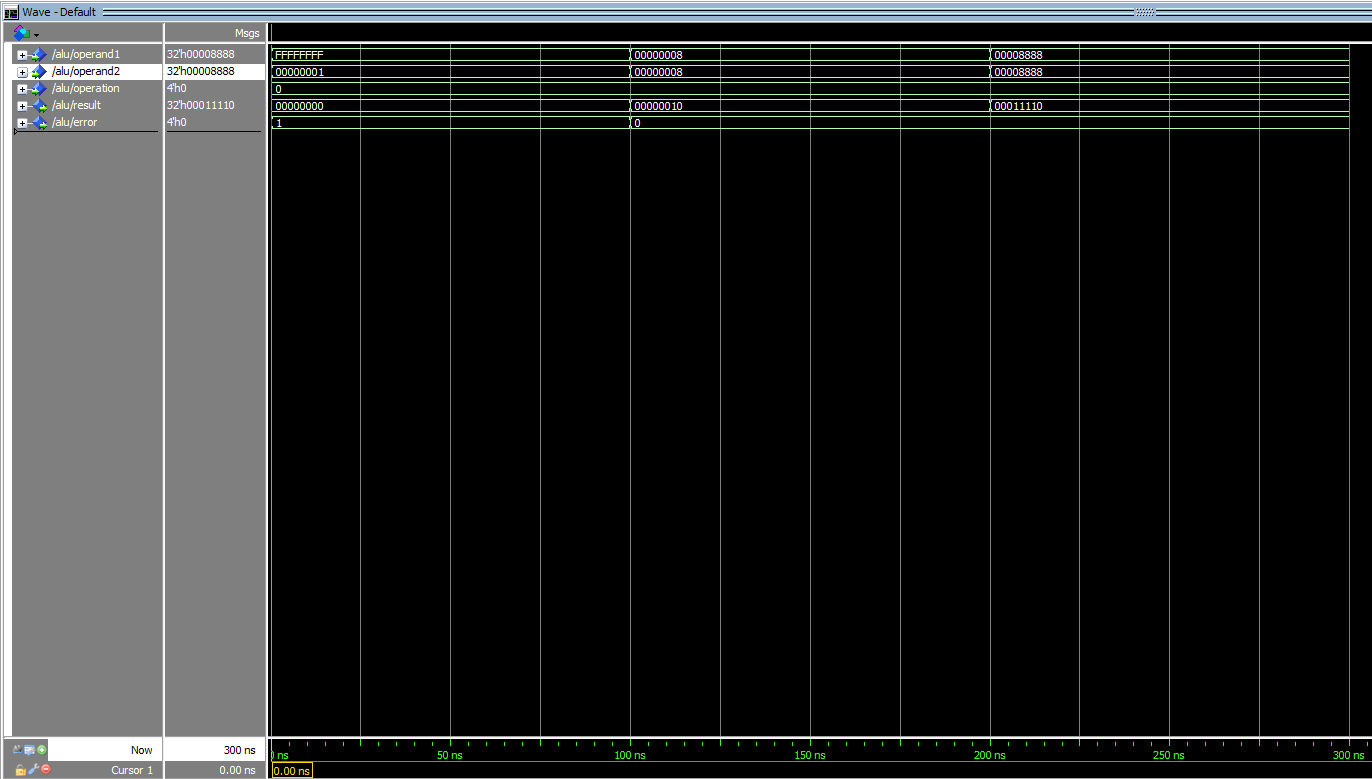 Wave - Default
Msgs
/alu/operand1 32'h00008888 FFFFFFFF 00000008 00008888
/alu/operand2 32'h00008888 00000001 00000008 00008888
/alu/operation 4'h0 0
/alu/result 32'h00011110 00000000 00000010 00011110
/alu/error 4'h0 1 0
Now 300 ns 0 ns 50 ns 100 ns 150 ns 200 ns 250 ns 300 ns
Cursor 1 0.00 ns 0.00 ns